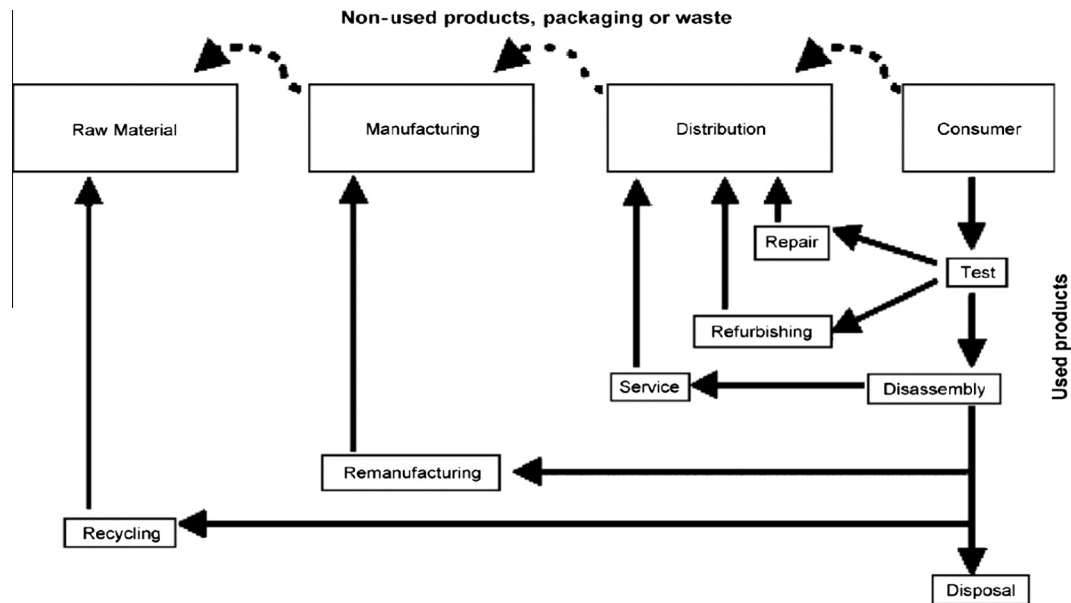 Non-used products, packaging or waste
Raw Material
Manufacturing
Distribution
Consumer
Repair
Test
Refurbishing
Service
Disassembly
Used products
Remanufacturing
Recycling
Disposal